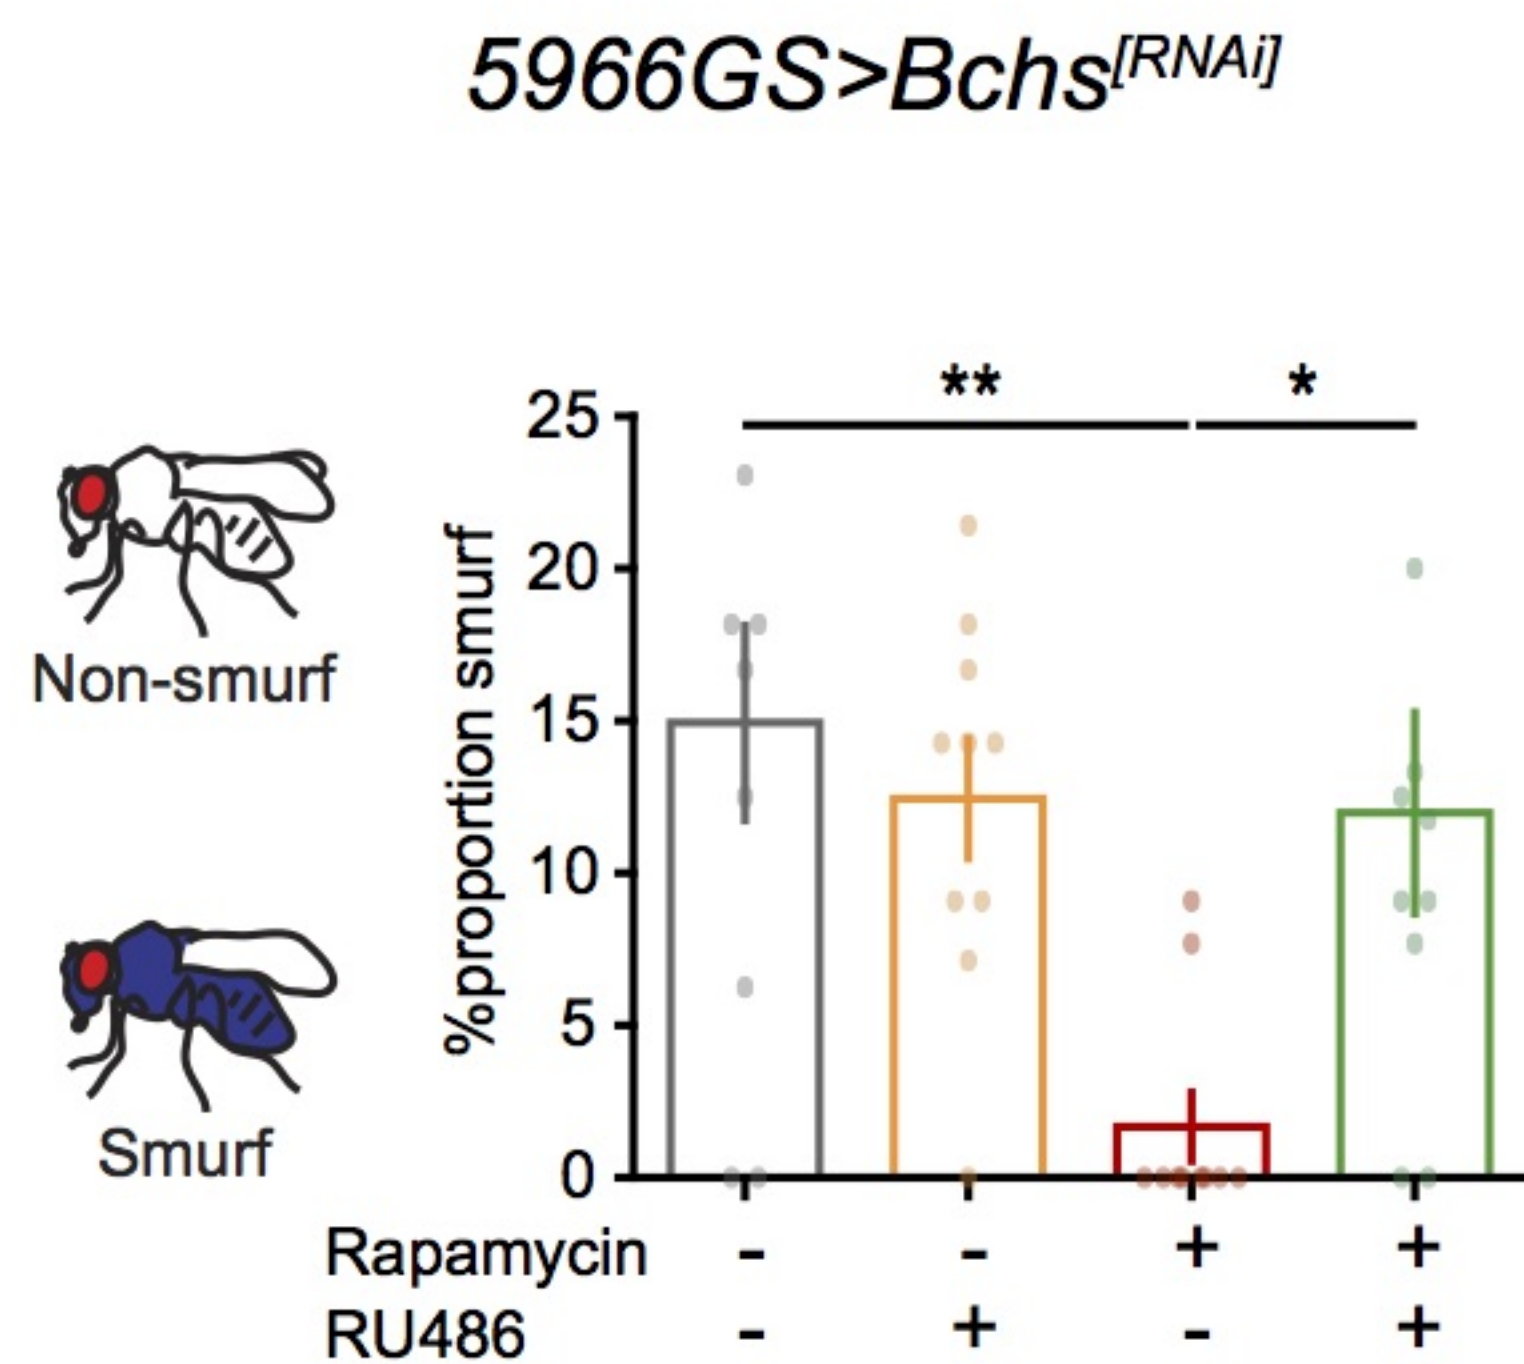 5966GS>Bchs[RNAi]
** *
25
20
15
10
5
0
%proportion smurf
Non-smurf
Smurf
Rapamycin - - + +
RU486 - + - +